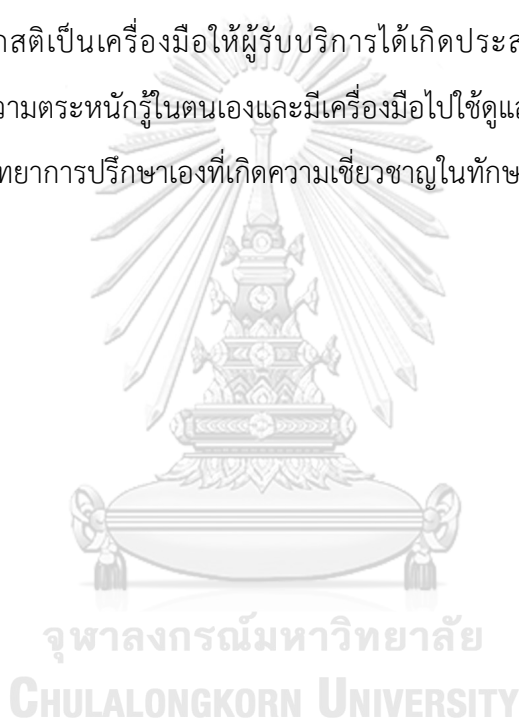 าสติเป็นเครื่องมือให้ผู้รับบริการได้เกิดประส
วามตระหนักรู้ในตนเองและมีเครื่องมือไปใช้ดูแล
ทยาการปรึกษาเองที่เกิดความเชี่ยวชาญในทักษ
จุฬาลงกรณ์มหาวิทยาลัย
CHULALONGKORN UNIVERSITY